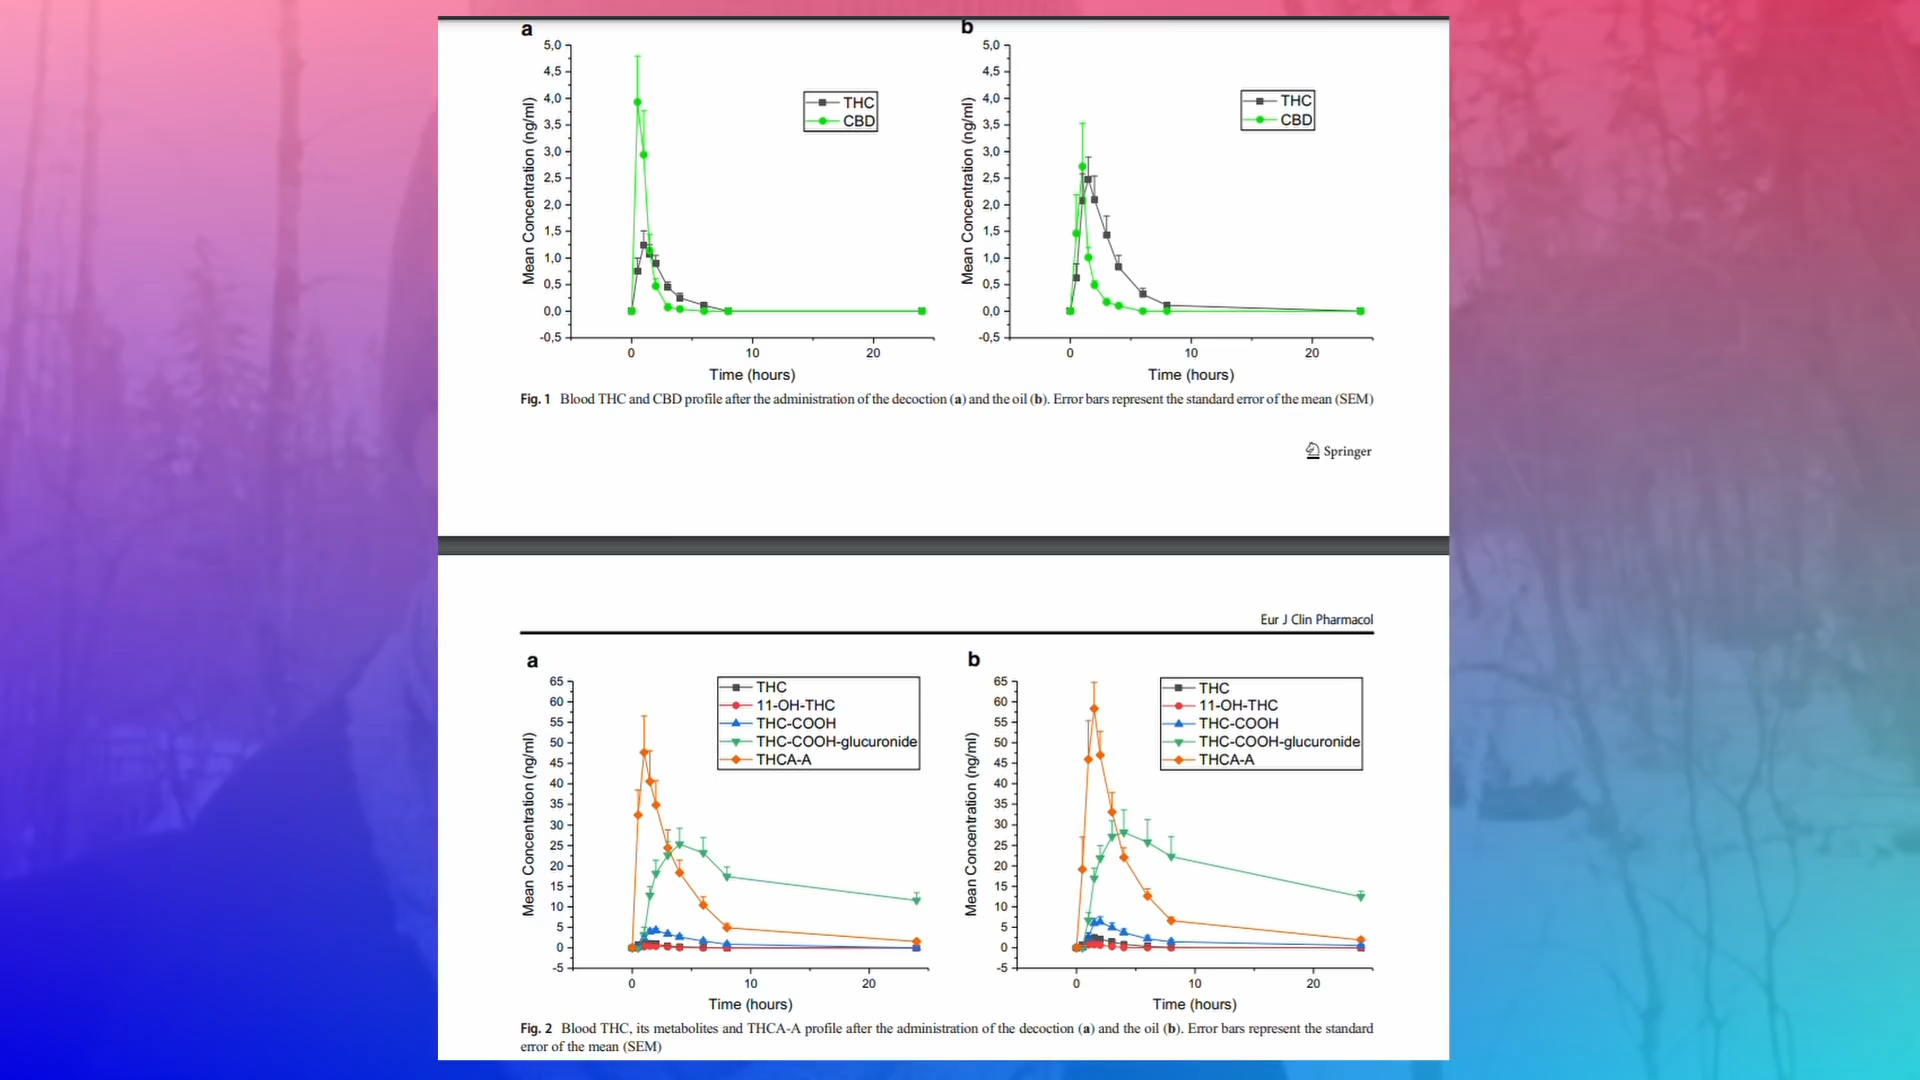 a
b
5,0
4,5
4,0
3,5
3,0
2,5
2,0
1,5
1,0
0,5
0,0
-0,5
Mean Concentration (ng/ml)
THC
CBD
0
10
20
Time (hours)
5,0
4,5
4,0
3,5
3,0
2,5
2,0
1,5
1,0
0,5
0,0
-0,5
Mean Concentration (ng/ml)
THC
CBD
0
10
20
Time (hours)
Fig. 1 Blood THC and CBD profile after the administration of the decoction (a) and the oil (b). Error bars represent the standard error of the mean (SEM)
Springer
Eur J Clin Pharmacol
a
b
65
60
55
50
45
40
35
30
25
20
15
10
5
0
-5
Mean Concentration (ng/ml)
THC
11-OH-THC
THC-COOH
THC-COOH-glucuronide
THCA-A
0
10
20
Time (hours)
65
60
55
50
45
40
35
30
25
20
15
10
5
0
-5
Mean Concentration (ng/ml)
THC
11-OH-THC
THC-COOH
THC-COOH-glucuronide
THCA-A
0
10
20
Time (hours)
Fig. 2 Blood THC, its metabolites and THCA-A profile after the administration of the decoction (a) and the oil (b). Error bars represent the standard
error of the mean (SEM)